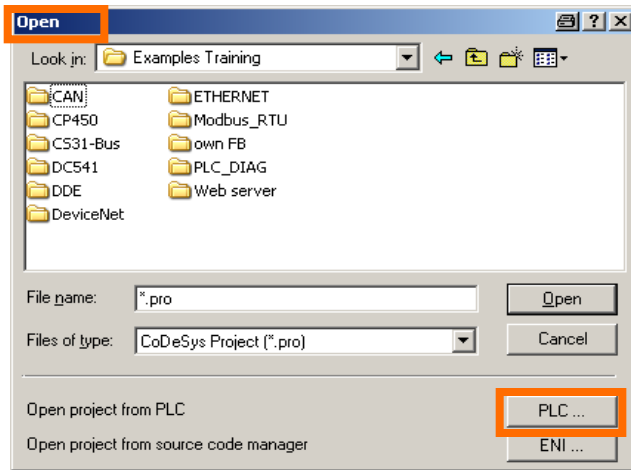 Open
Look in: Examples Training
CAN
CP450
CS31-Bus
DC541
DDE
DeviceNet
ETHERNET
Modbus_RTU
own FB
PLC_DIAG
Web server
File name: *.pro Open
Files of type: CoDeSys Project (*.pro) Cancel
Open project from PLC PLC ...
Open project from source code manager ENI ...